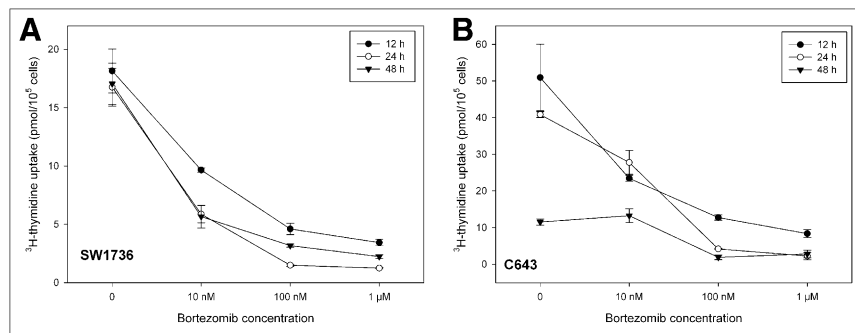 A
20
15
10
5
0
³H-thymidine uptake (pmol/10⁵ cells)
12 h
24 h
48 h
SW1736
0
10 nM
100 nM
1 µM
Bortezomib concentration
B
60
50
40
30
20
10
0
³H-thymidine uptake (pmol/10⁵ cells)
12 h
24 h
48 h
C643
0
10 nM
100 nM
1 µM
Bortezomib concentration